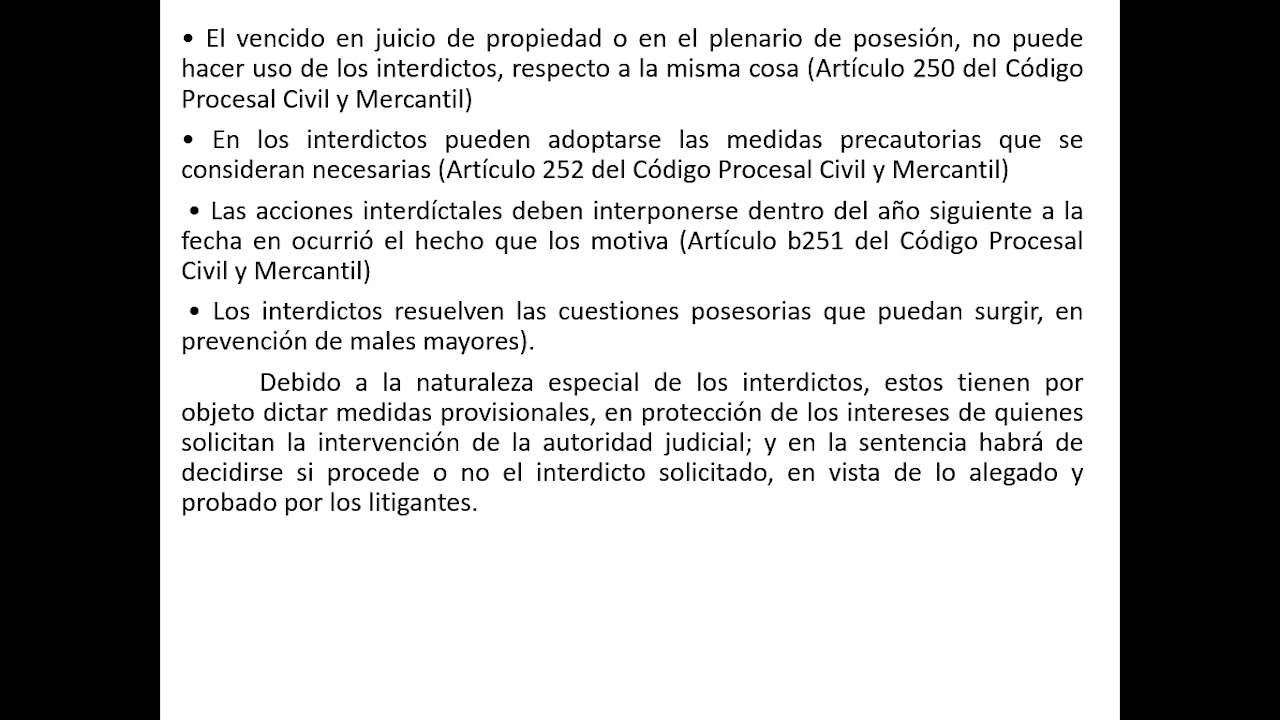 • El vencido en juicio de propiedad o en el plenario de posesión, no puede
hacer uso de los interdictos, respecto a la misma cosa (Artículo 250 del Código
Procesal Civil y Mercantil)
• En los interdictos pueden adoptarse las medidas precautorias que se
consideran necesarias (Artículo 252 del Código Procesal Civil y Mercantil)
• Las acciones interdíctales deben interponerse dentro del año siguiente a la
fecha en ocurrió el hecho que los motiva (Artículo b251 del Código Procesal
Civil y Mercantil)
• Los interdictos resuelven las cuestiones posesorias que puedan surgir, en
prevención de males mayores).
Debido a la naturaleza especial de los interdictos, estos tienen por
objeto dictar medidas provisionales, en protección de los intereses de quienes
solicitan la intervención de la autoridad judicial; y en la sentencia habrá de
decidirse si procede o no el interdicto solicitado, en vista de lo alegado y
probado por los litigantes.